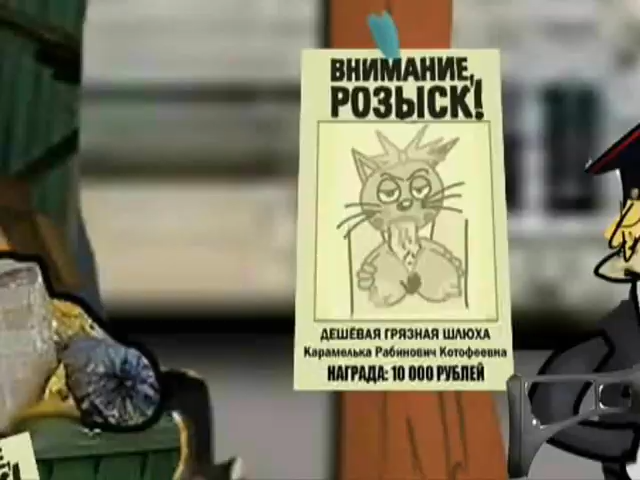 ВНИМАНИЕ,
РОЗЫСК!
ДЕШЁВАЯ ГРЯЗНАЯ ШЛЮХА
Карамелька Рабинович Котофеевна
НАГРАДА: 10 000 РУБЛЕЙ